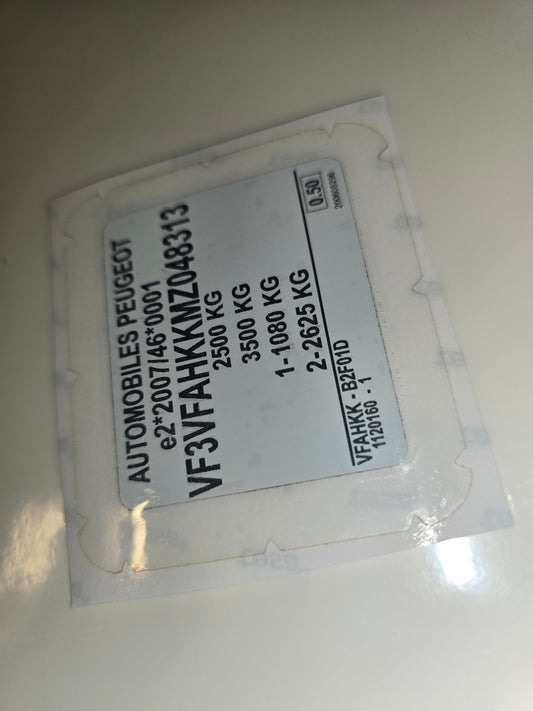 AUTOMOBILES PEUGEOT
e2*2007/46*0001
VF3VFAHKKMZ048313
2500 KG
3500 KG
1-1080 KG
2-2625 KG
0.50
VFAHKK - B2F01D
1120160 - 1